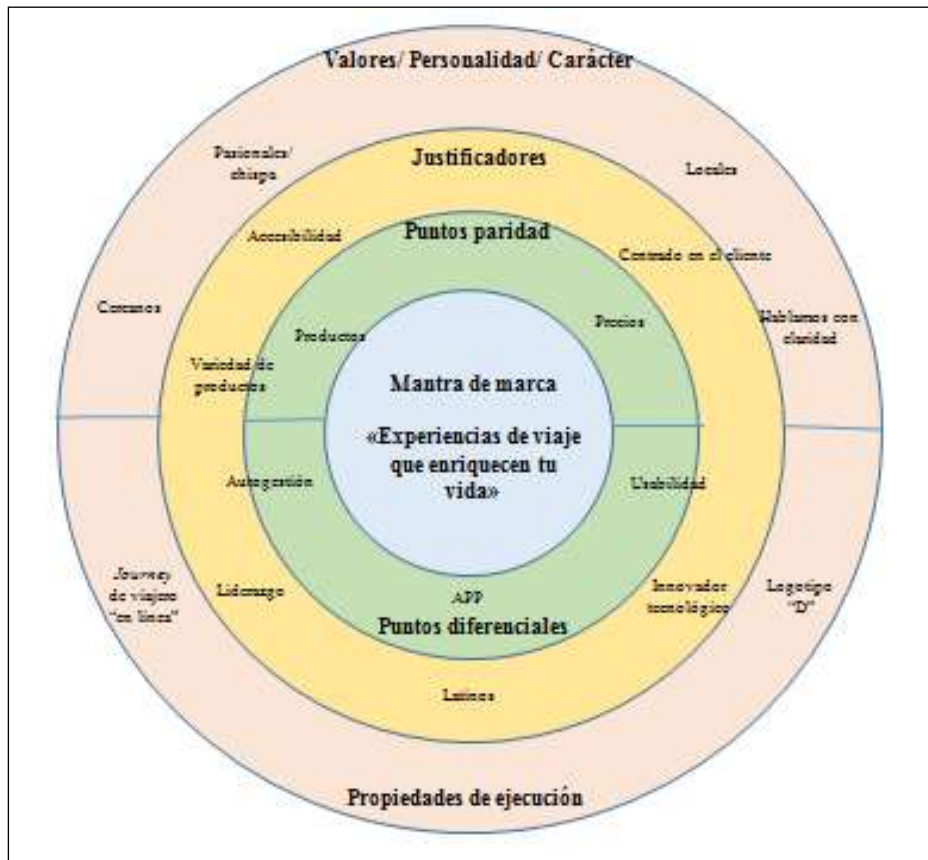 Valores/ Personalidad/ Carácter
Pasionales/
chispa
Justificadores
Locales
Accesibilidad
Puntos paridad
Centrado en el cliente
Cercanos
Productos
Precios
Hablamos con
claridad
Variedad de
productos
Mantra de marca
«Experiencias de viaje
que enriquecen tu
vida»
Autogestión
Usabilidad
Journey
de viajero
"en línea"
Liderazgo
APP
Innovador
tecnológico
Logotipo
"D"
Puntos diferenciales
Latinos
Propiedades de ejecución